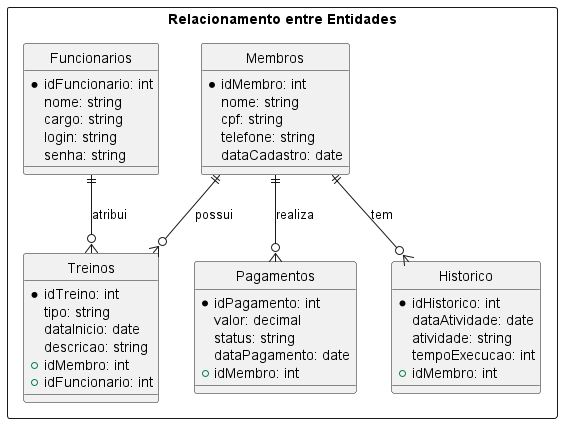 Relacionamento entre Entidades
Funcionarios
idFuncionario: int
nome: string
cargo: string
login: string
senha: string
Membros
idMembro: int
nome: string
cpf: string
telefone: string
dataCadastro: date
atribui
possui
realiza
tem
Treinos
idTreino: int
tipo: string
dataInicio: date
descricao: string
idMembro: int
idFuncionario: int
Pagamentos
idPagamento: int
valor: decimal
status: string
dataPagamento: date
idMembro: int
Historico
idHistorico: int
dataAtividade: date
atividade: string
tempoExecucao: int
idMembro: int